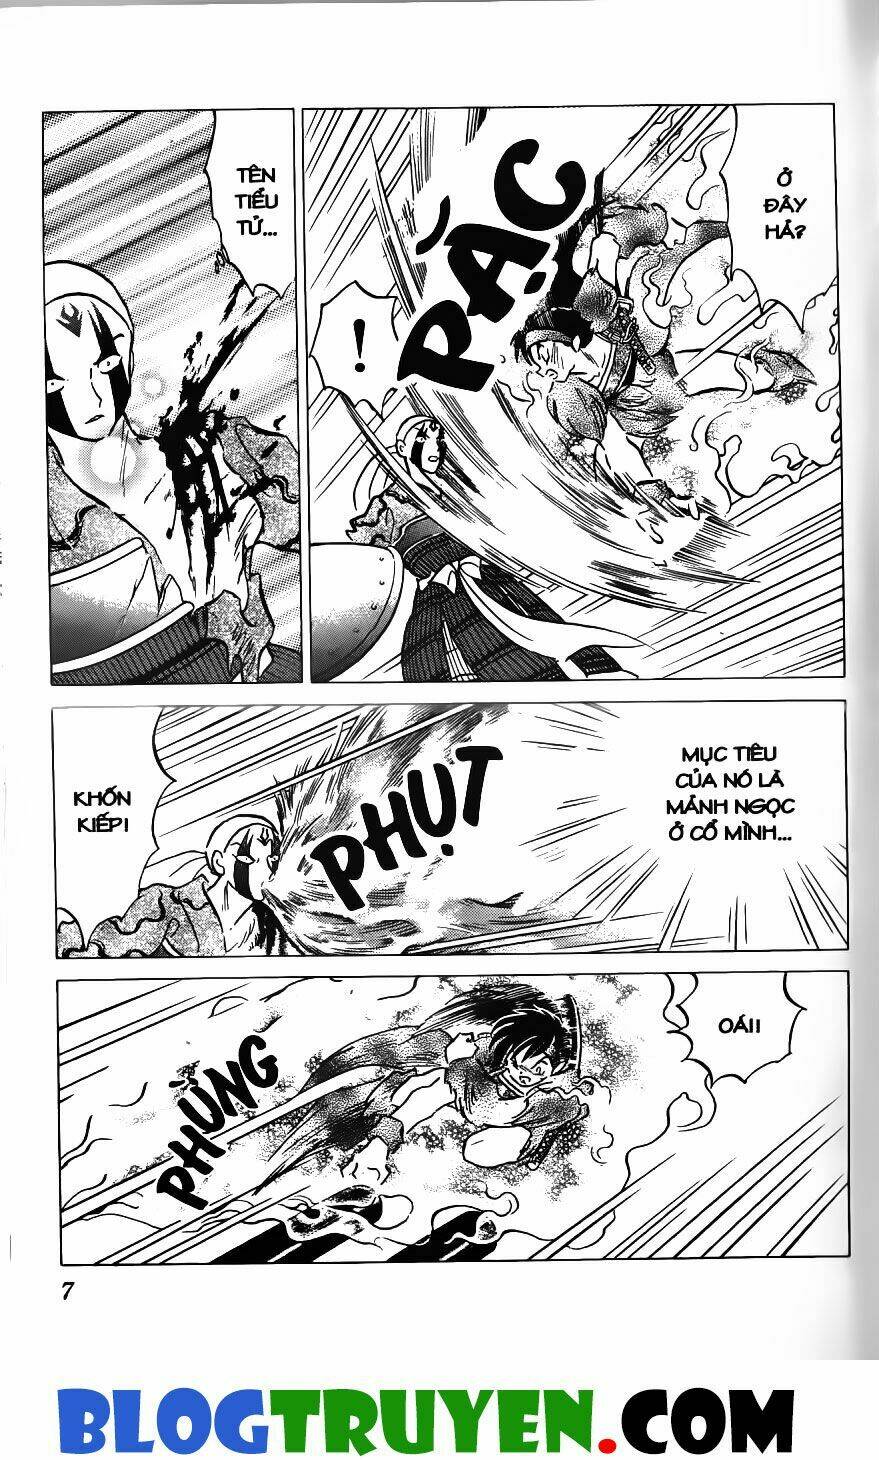 Ở
ĐÂY
HẢ?
PẶC
!
TÊN
TIỂU
TỬ...
MỤC TIÊU
CỦA NÓ LÀ
MẢNH NGỌC
Ở CỔ MÌNH...
PHỤT
KHỐN
KIẾP!
OÁI!
PHỪNG
7
BLOGTRUYEN.COM